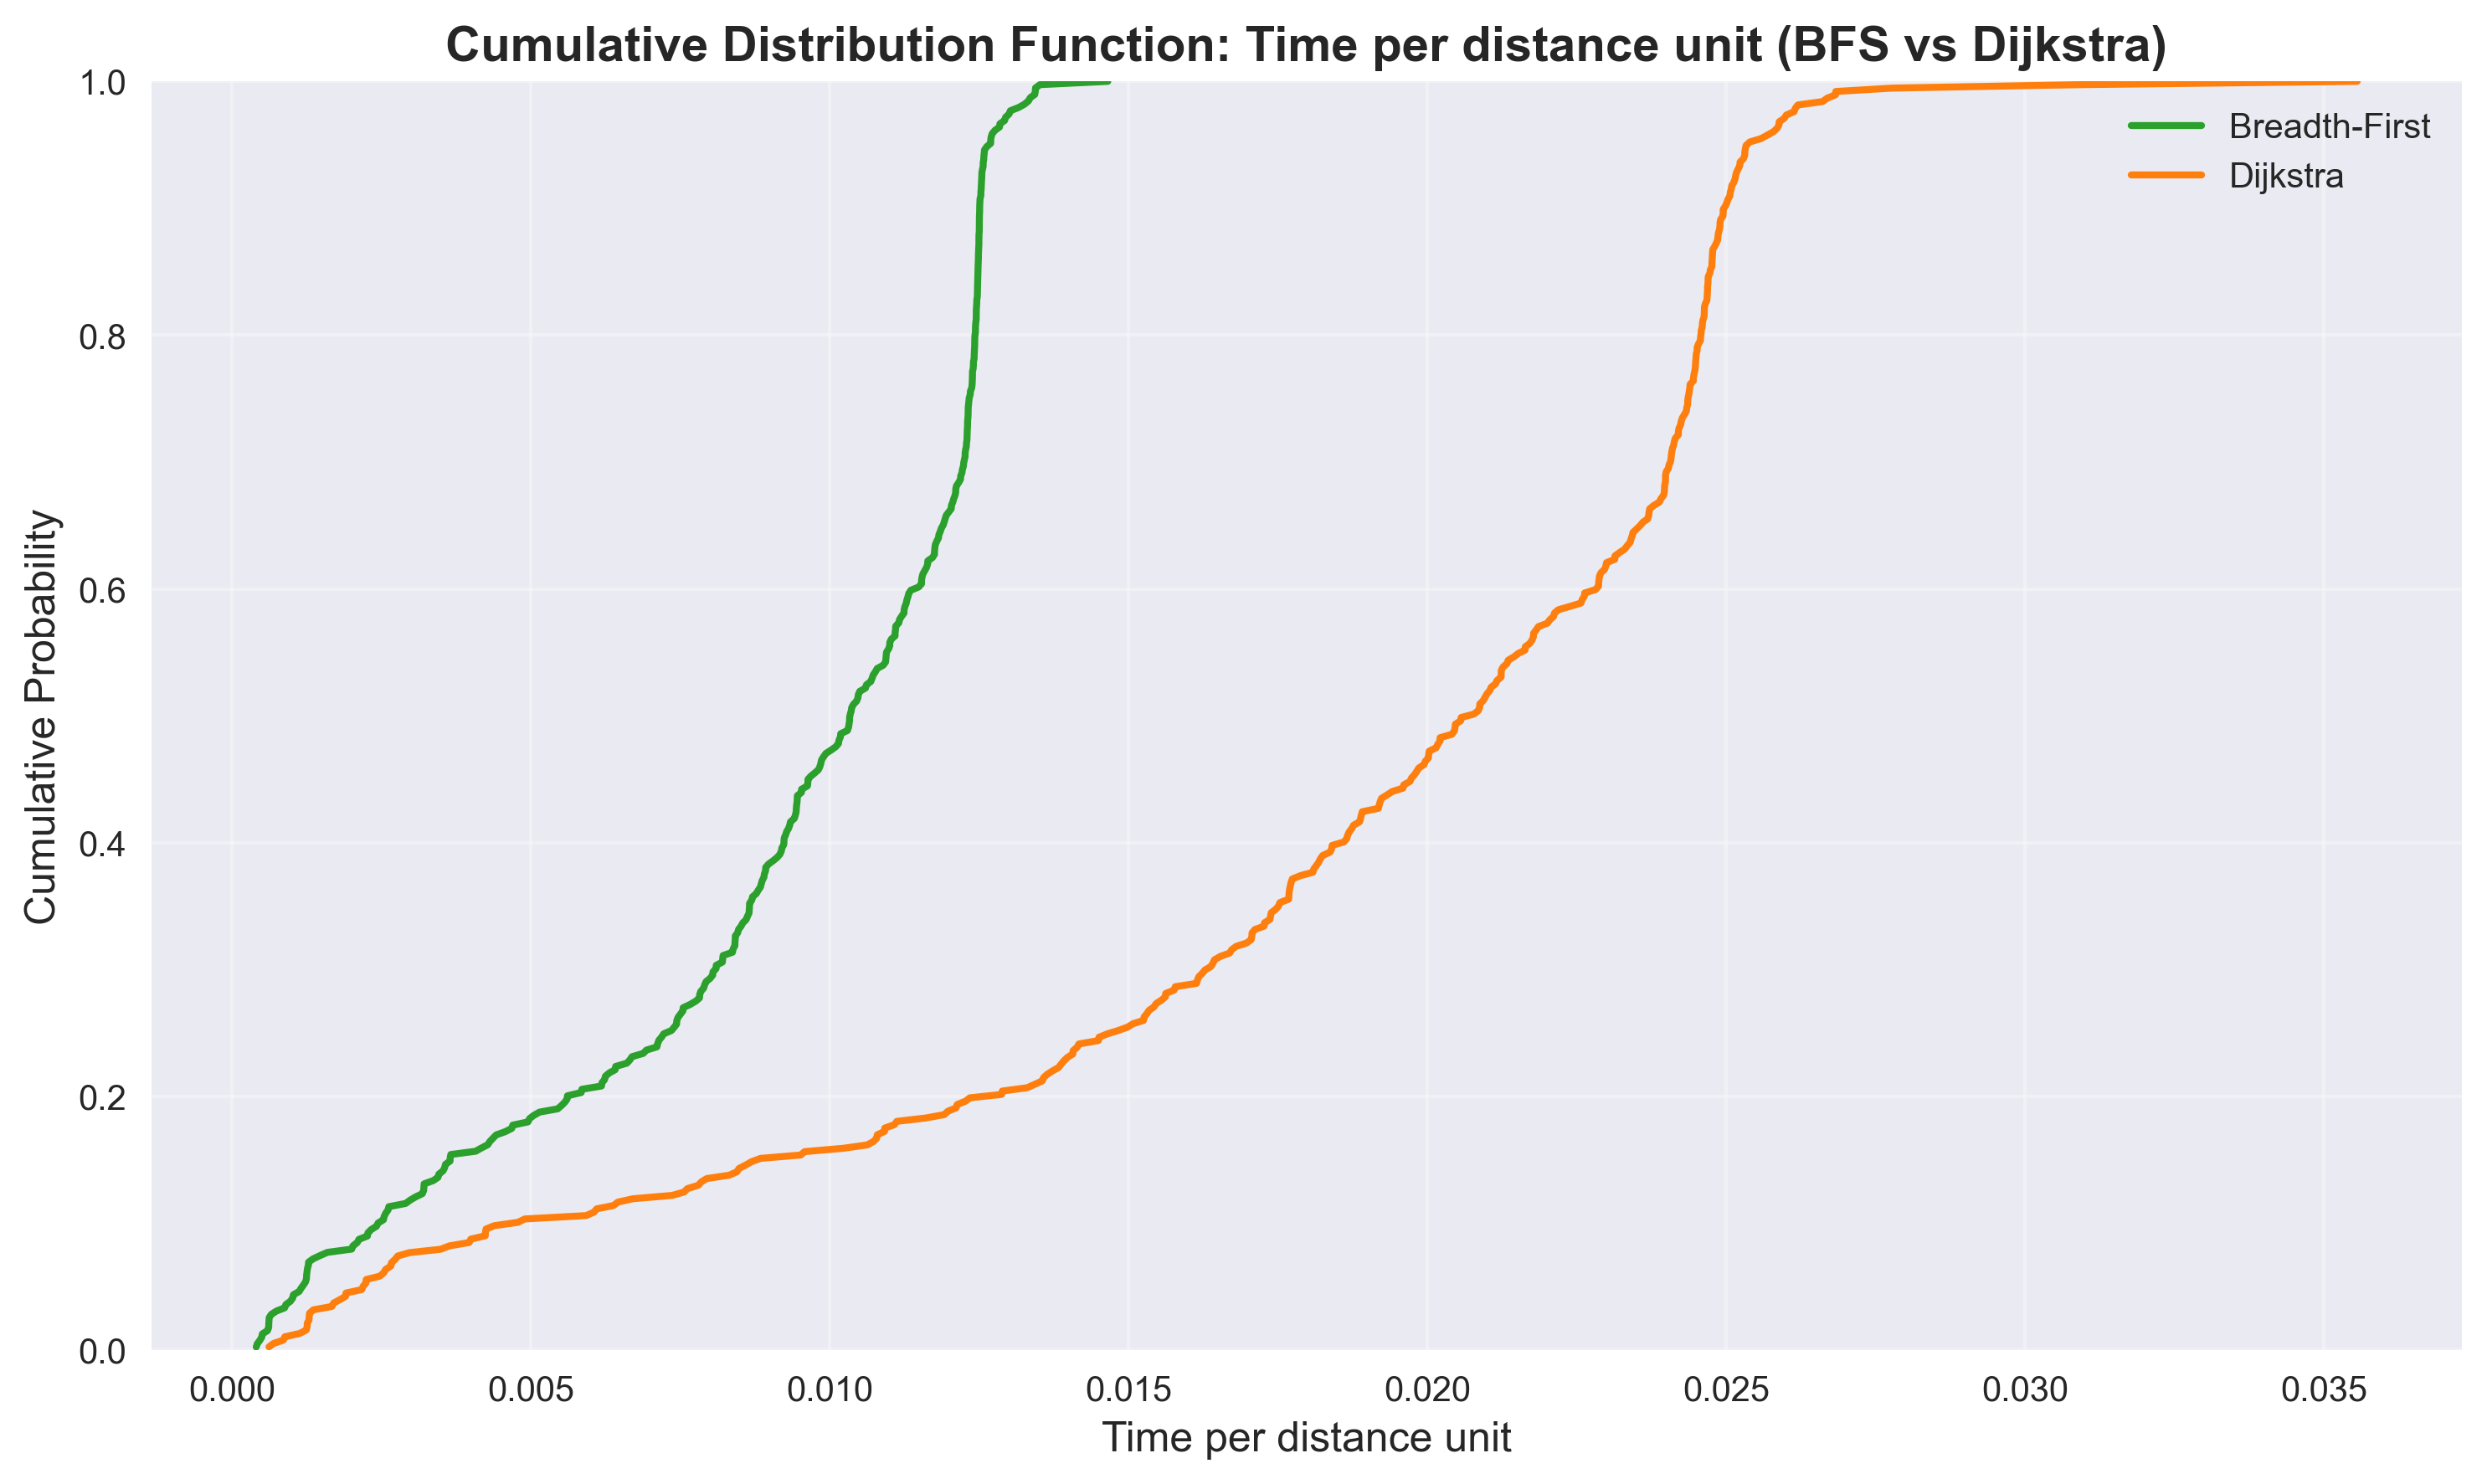 Cumulative Distribution Function: Time per distance unit (BFS vs Dijkstra)
1.0
0.8
0.6
0.4
0.2
0.0
Cumulative Probability
Breadth-First
Dijkstra
0.000 0.005 0.010 0.015 0.020 0.025 0.030 0.035
Time per distance unit